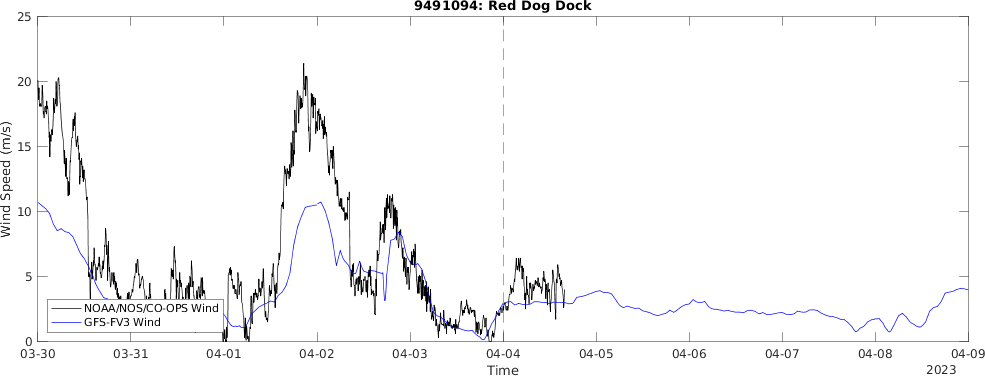 9491094: Red Dog Dock
25
20
15
10
5
0
Wind Speed (m/s)
NOAA/NOS/CO-OPS Wind
GFS-FV3 Wind
03-30 03-31 04-01 04-02 04-03 04-04 04-05 04-06 04-07 04-08 04-09
Time
2023